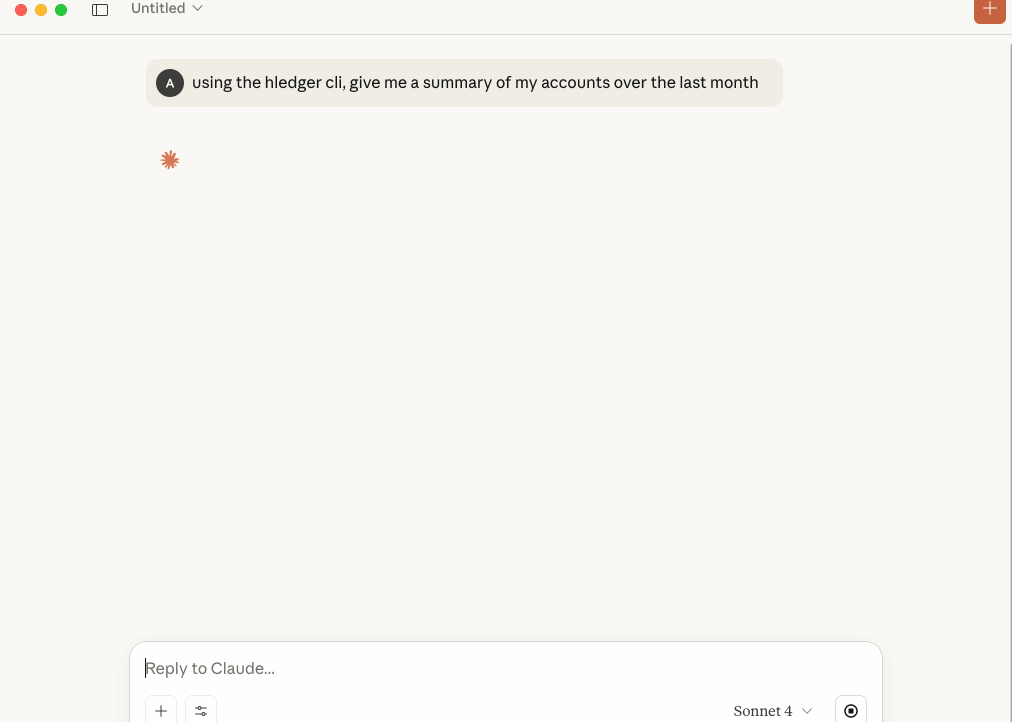 Untitled
A
using the hledger cli, give me a summary of my accounts over the last month
Reply to Claude...
Sonnet 4